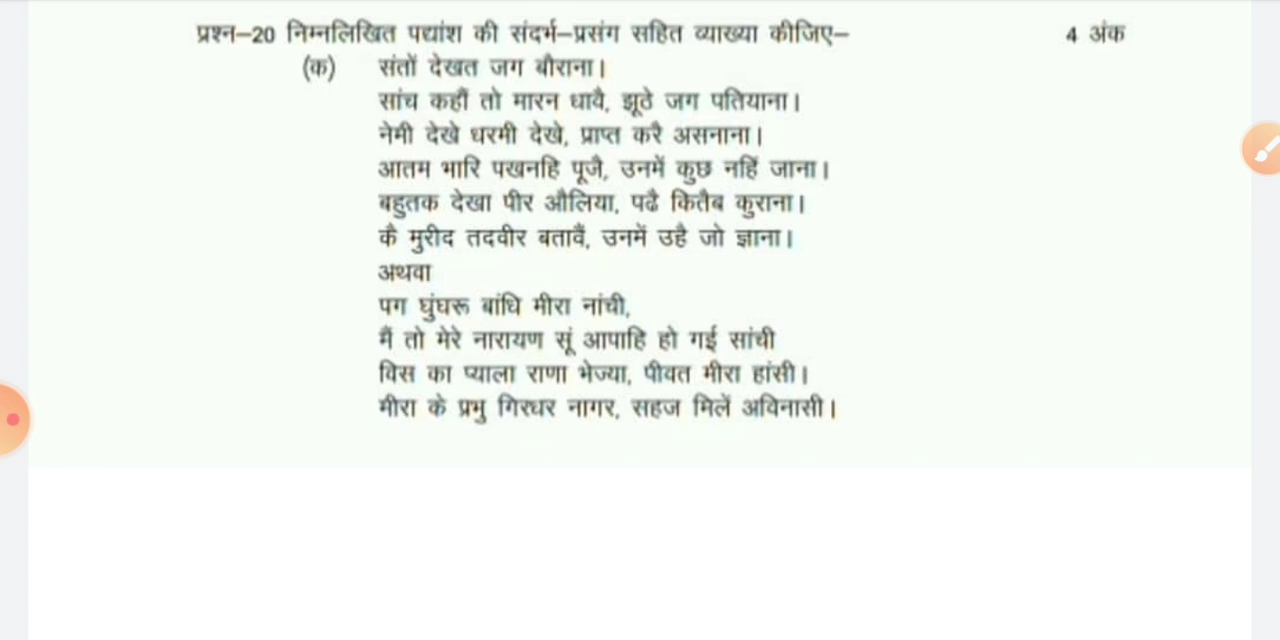 प्रश्न–20 निम्नलिखित पद्यांश की संदर्भ–प्रसंग सहित व्याख्या कीजिए– 4 अंक
(क) संतों देखत जग बौराना।
सांच कहौं तो मारन धावै, झूठे जग पतियाना।
नेमी देखे धरमी देखे, प्राप्त करै असनाना।
आतम भारि पखनहि पूजै, उनमें कुछ नहिं जाना।
बहुतक देखा पीर औलिया, पढै कितैब कुराना।
कै मुरीद तदवीर बतावैं, उनमें उहै जो ज्ञाना।
अथवा
पग घुंघरू बांधि मीरा नांची,
मैं तो मेरे नारायण सूं आपाहि हो गई सांची
विस का प्याला राणा भेज्या, पीवत मीरा हांसी।
मीरा के प्रभु गिरधर नागर, सहज मिलें अविनासी।